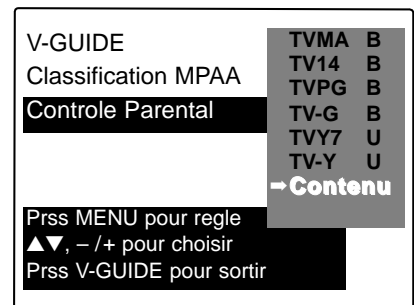 V-GUIDE
Classification MPAA
Controle Parental
TVMA B
TV14 B
TVPG B
TV-G B
TVY7 U
TV-Y U
➡Contenu
Prss MENU pour regle
▲▼, – /+ pour choisir
Prss V-GUIDE pour sortir